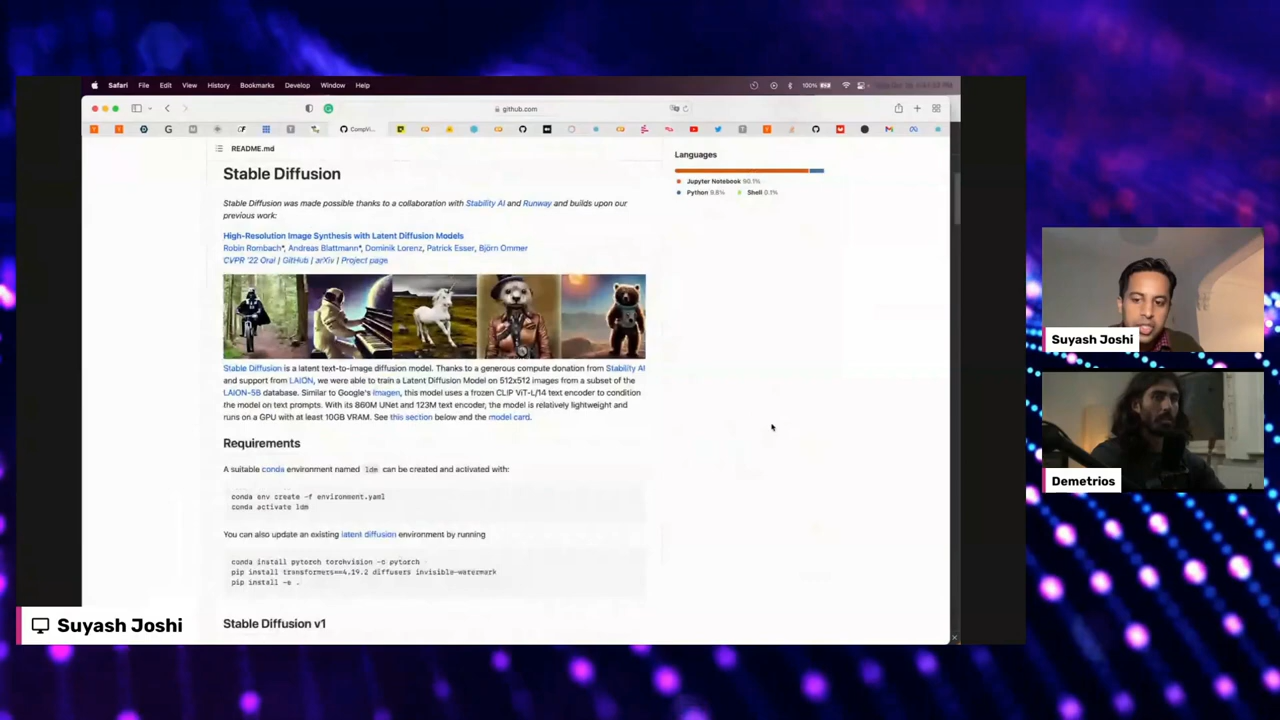 Safari File Edit View History Bookmarks Develop Window Help
100%
github.com
CompVi...
README.md
Stable Diffusion
Stable Diffusion was made possible thanks to a collaboration with Stability AI and Runway and builds upon our
previous work:
High-Resolution Image Synthesis with Latent Diffusion Models
Robin Rombach*, Andreas Blattmann*, Dominik Lorenz, Patrick Esser, Björn Ommer
CVPR '22 Oral | GitHub | arXiv | Project page
Stable Diffusion is a latent text-to-image diffusion model. Thanks to a generous compute donation from Stability AI
and support from LAION, we were able to train a Latent Diffusion Model on 512x512 images from a subset of the
LAION-5B database. Similar to Google's Imagen, this model uses a frozen CLIP ViT-L/14 text encoder to condition
the model on text prompts. With its 860M UNet and 123M text encoder, the model is relatively lightweight and
runs on a GPU with at least 10GB VRAM. See this section below and the model card.
Requirements
A suitable conda environment named ldm can be created and activated with:
conda env create -f environment.yaml
conda activate ldm
You can also update an existing latent diffusion environment by running
conda install pytorch torchvision -c pytorch
pip install transformers==4.19.2 diffusers invisible-watermark
pip install -e .
Stable Diffusion v1
Languages
Jupyter Notebook 90.1%
Python 9.8% Shell 0.1%
Suyash Joshi
Demetrios
Suyash Joshi